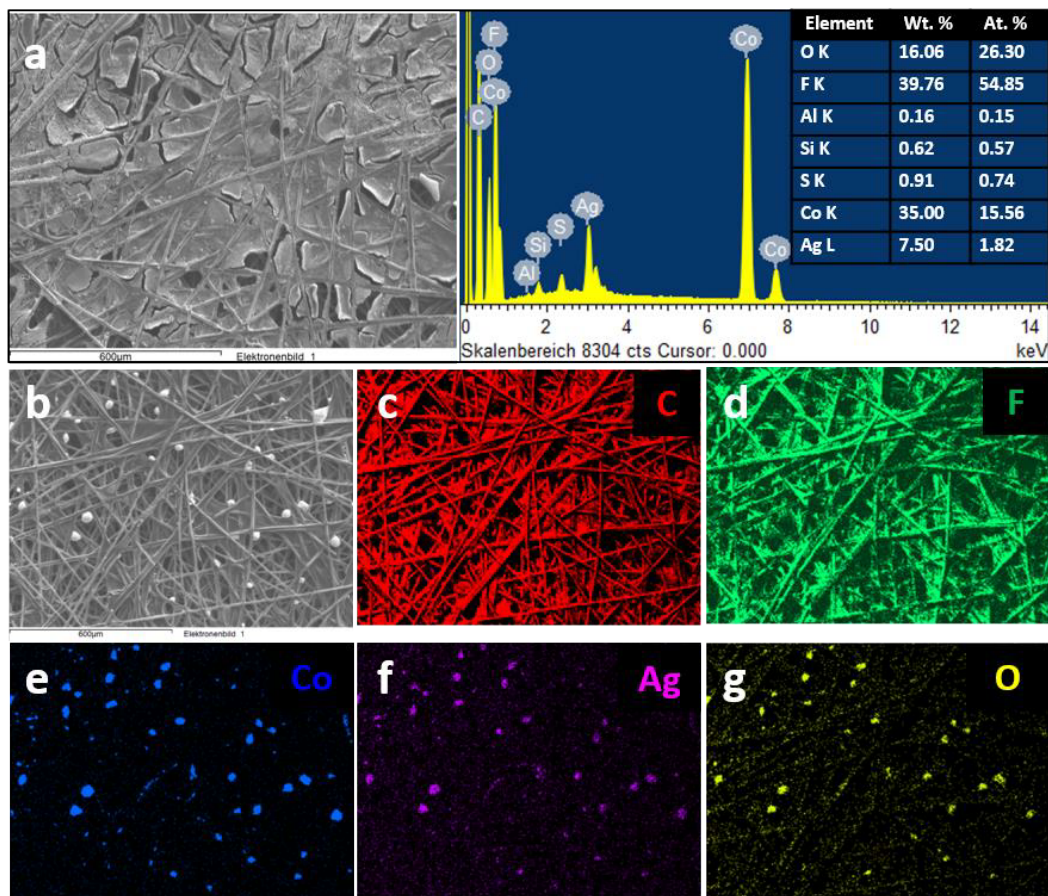 a
600µm Elektronenbild 1
F
O
Co
C
Al
Si
S
Ag
Co
Co
0 2 4 6 8 10 12 14
Skalenbereich 8304 cts Cursor: 0.000 keV
Element Wt. % At. %
O K 16.06 26.30
F K 39.76 54.85
Al K 0.16 0.15
Si K 0.62 0.57
S K 0.91 0.74
Co K 35.00 15.56
Ag L 7.50 1.82
b
600µm Elektronenbild 1
c C
d F
e Co
f Ag
g O